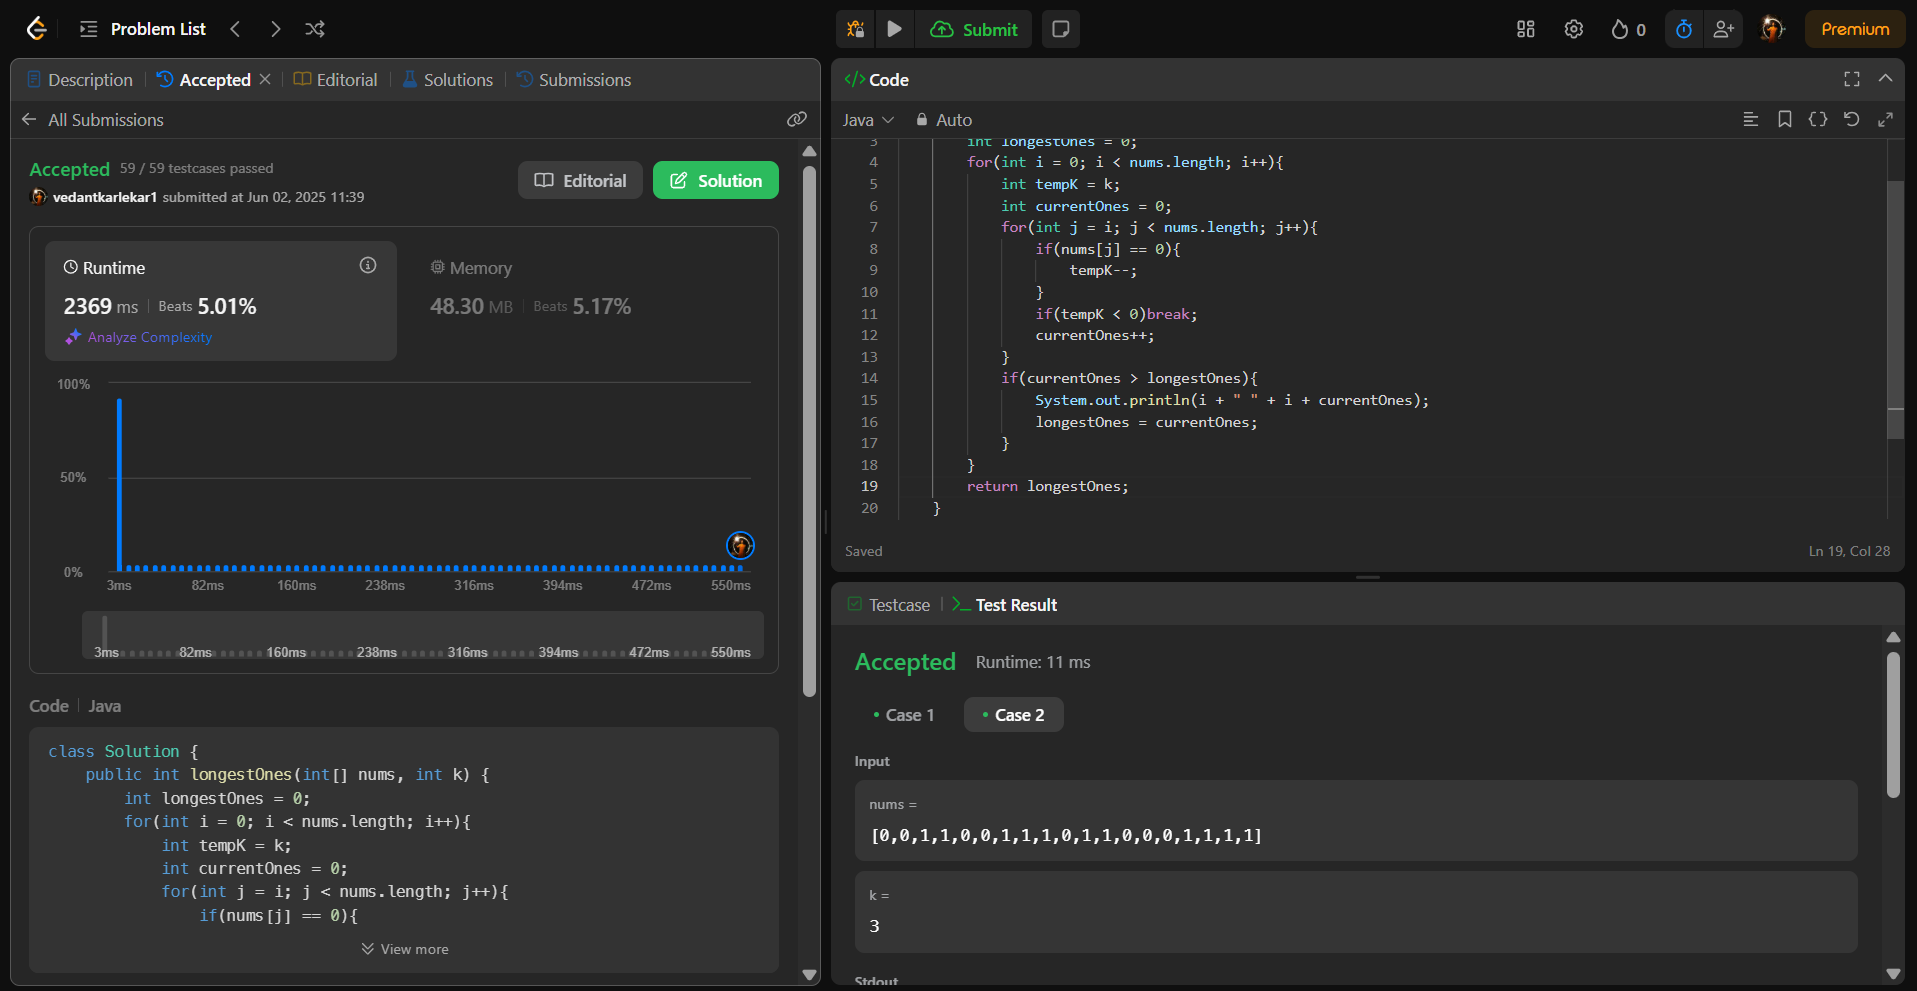 Problem List
Submit
0
Premium
Description
Accepted
Editorial
Solutions
Submissions
All Submissions
Accepted 59 / 59 testcases passed
vedantkarlekar1 submitted at Jun 02, 2025 11:39
Editorial
Solution
Runtime
2369 ms Beats 5.01%
Analyze Complexity
Memory
48.30 MB Beats 5.17%
100%
50%
0%
3ms 82ms 160ms 238ms 316ms 394ms 472ms 550ms
3ms 82ms 160ms 238ms 316ms 394ms 472ms 550ms
Code Java
class Solution {
public int longestOnes(int[] nums, int k) {
int longestOnes = 0;
for(int i = 0; i < nums.length; i++){
int tempK = k;
int currentOnes = 0;
for(int j = i; j < nums.length; j++){
if(nums[j] == 0){
View more
</> Code
Java
Auto
3 int longestOnes = 0;
4 for(int i = 0; i < nums.length; i++){
5 int tempK = k;
6 int currentOnes = 0;
7 for(int j = i; j < nums.length; j++){
8 if(nums[j] == 0){
9 tempK--;
10 }
11 if(tempK < 0)break;
12 currentOnes++;
13 }
14 if(currentOnes > longestOnes){
15 System.out.println(i + " " + i + currentOnes);
16 longestOnes = currentOnes;
17 }
18 }
19 return longestOnes;
20 }
Saved
Ln 19, Col 28
Testcase
Test Result
Accepted Runtime: 11 ms
Case 1
Case 2
Input
nums =
[0,0,1,1,0,0,1,1,1,0,1,1,0,0,0,1,1,1,1]
k =
3
Stdout